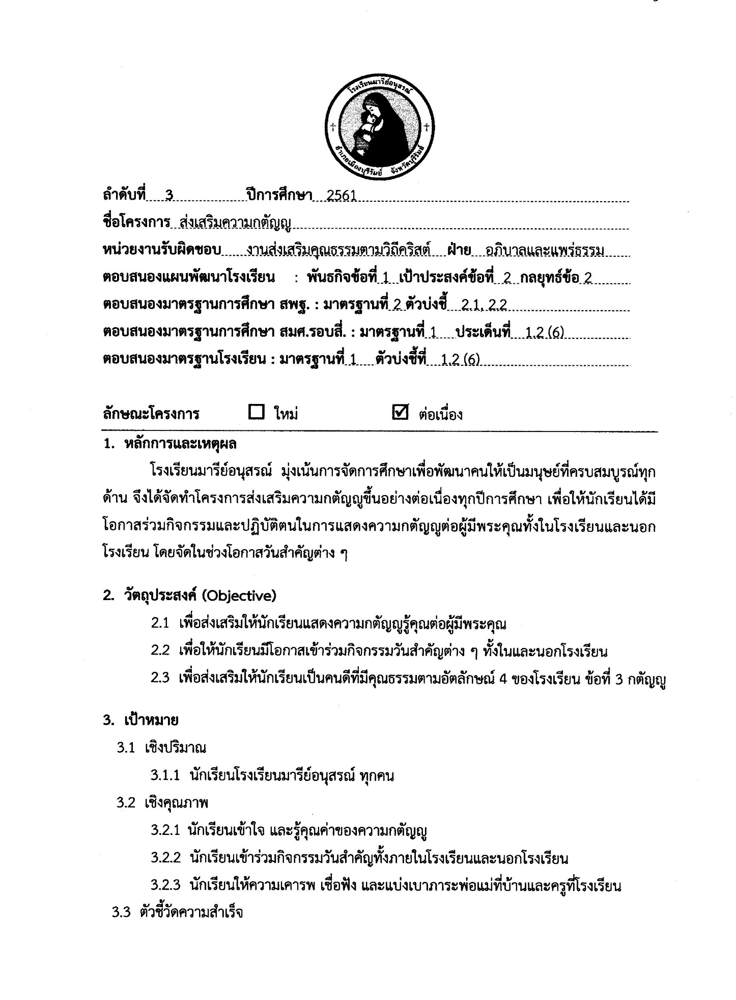 โรงเรียนมารีย์อนุสรณ์
อำเภอเมืองบุรีรัมย์ จังหวัดบุรีรัมย์
ลำดับที่ 3 ปีการศึกษา 2561
ชื่อโครงการ ส่งเสริมความกตัญญู
หน่วยงานรับผิดชอบ งานส่งเสริมคุณธรรมตามวิถีคริสต์ ฝ่าย อภิบาลและแพร่ธรรม
ตอบสนองแผนพัฒนาโรงเรียน : พันธกิจข้อที่ 1 เป้าประสงค์ข้อที่ 2 กลยุทธ์ข้อ 2
ตอบสนองมาตรฐานการศึกษา สพฐ. : มาตรฐานที่ 2 ตัวบ่งชี้ 2.1, 2.2
ตอบสนองมาตรฐานการศึกษา สมศ.รอบสี่. : มาตรฐานที่ 1 ประเด็นที่ 1.2 (6)
ตอบสนองมาตรฐานโรงเรียน : มาตรฐานที่ 1 ตัวบ่งชี้ที่ 1.2 (6)
ลักษณะโครงการ ☐ ใหม่ ☑ ต่อเนื่อง
1. หลักการและเหตุผล
โรงเรียนมารีย์อนุสรณ์ มุ่งเน้นการจัดการศึกษาเพื่อพัฒนาคนให้เป็นมนุษย์ที่ครบสมบูรณ์ทุก
ด้าน จึงได้จัดทำโครงการส่งเสริมความกตัญญูขึ้นอย่างต่อเนื่องทุกปีการศึกษา เพื่อให้นักเรียนได้มี
โอกาสร่วมกิจกรรมและปฏิบัติตนในการแสดงความกตัญญูต่อผู้มีพระคุณทั้งในโรงเรียนและนอก
โรงเรียน โดยจัดในช่วงโอกาสวันสำคัญต่าง ๆ
2. วัตถุประสงค์ (Objective)
2.1 เพื่อส่งเสริมให้นักเรียนแสดงความกตัญญูรู้คุณต่อผู้มีพระคุณ
2.2 เพื่อให้นักเรียนมีโอกาสเข้าร่วมกิจกรรมวันสำคัญต่าง ๆ ทั้งในและนอกโรงเรียน
2.3 เพื่อส่งเสริมให้นักเรียนเป็นคนดีที่มีคุณธรรมตามอัตลักษณ์ 4 ของโรงเรียน ข้อที่ 3 กตัญญู
3. เป้าหมาย
3.1 เชิงปริมาณ
3.1.1 นักเรียนโรงเรียนมารีย์อนุสรณ์ ทุกคน
3.2 เชิงคุณภาพ
3.2.1 นักเรียนเข้าใจ และรู้คุณค่าของความกตัญญู
3.2.2 นักเรียนเข้าร่วมกิจกรรมวันสำคัญทั้งภายในโรงเรียนและนอกโรงเรียน
3.2.3 นักเรียนให้ความเคารพ เชื่อฟัง และแบ่งเบาภาระพ่อแม่ที่บ้านและครูที่โรงเรียน
3.3 ตัวชี้วัดความสำเร็จ